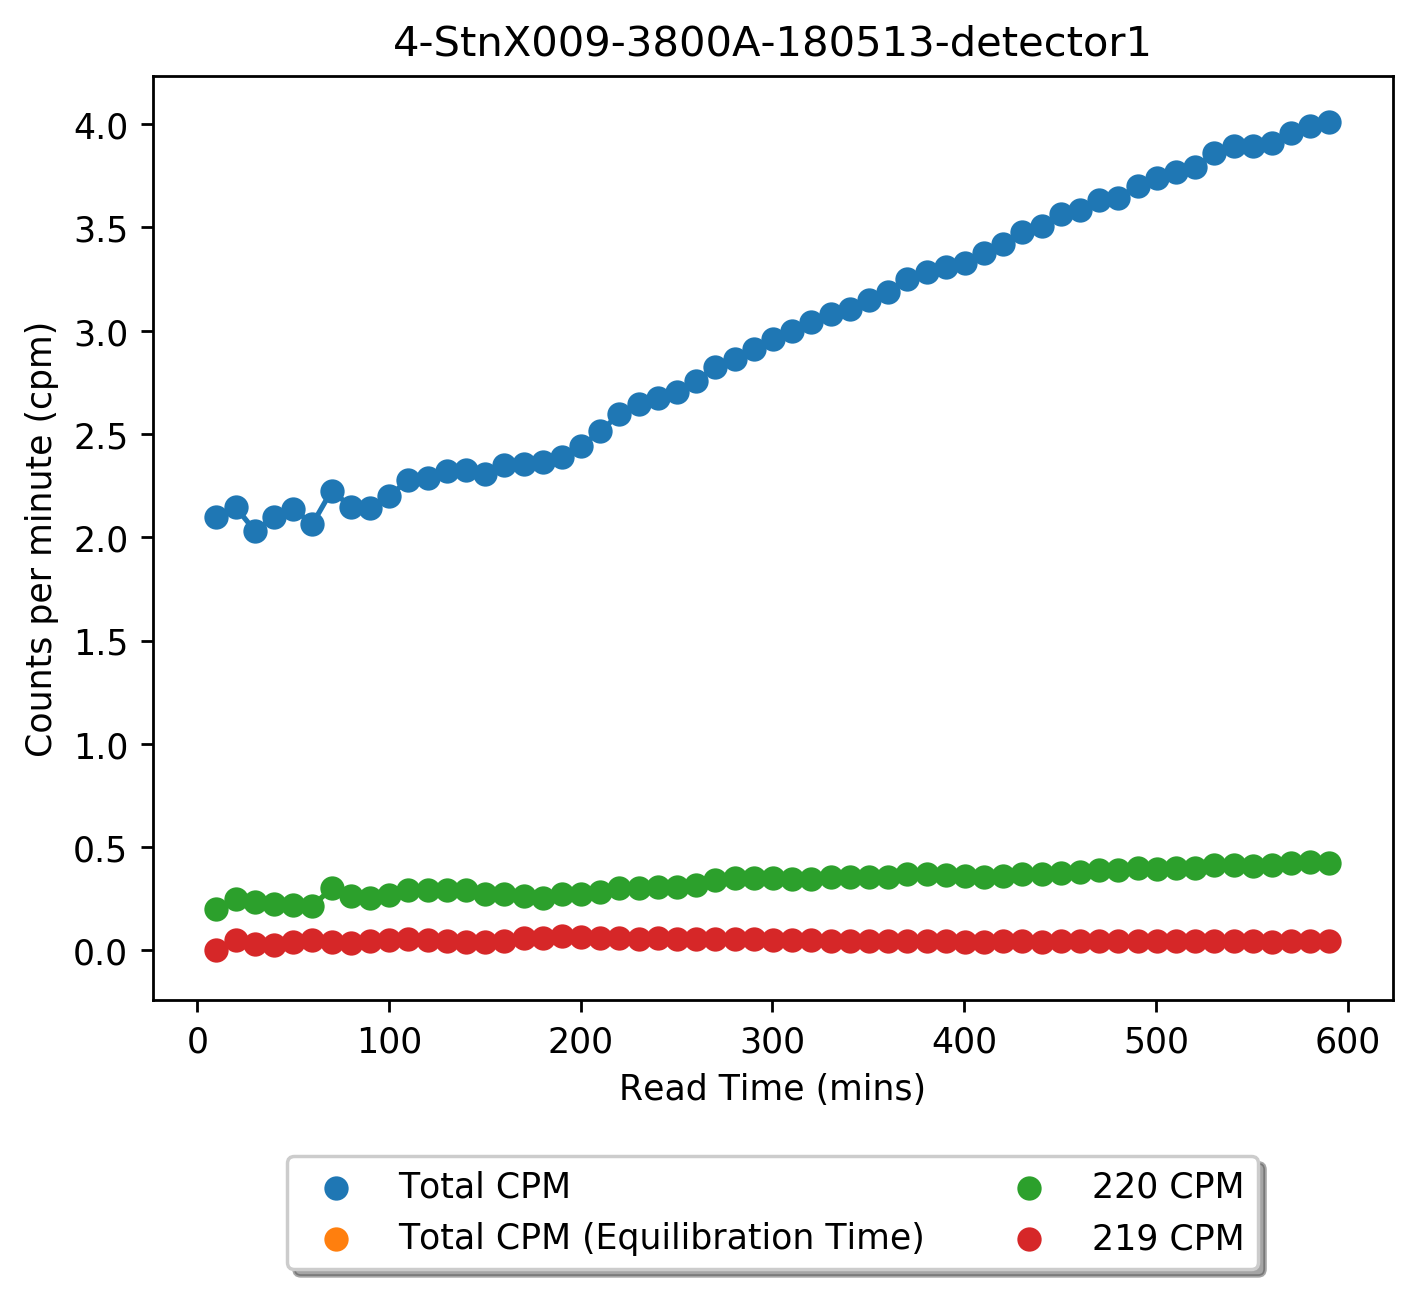 4-StnX009-3800A-180513-detector1
Counts per minute (cpm)
4.0
3.5
3.0
2.5
2.0
1.5
1.0
0.5
0.0
0 100 200 300 400 500 600
Read Time (mins)
Total CPM
Total CPM (Equilibration Time)
220 CPM
219 CPM